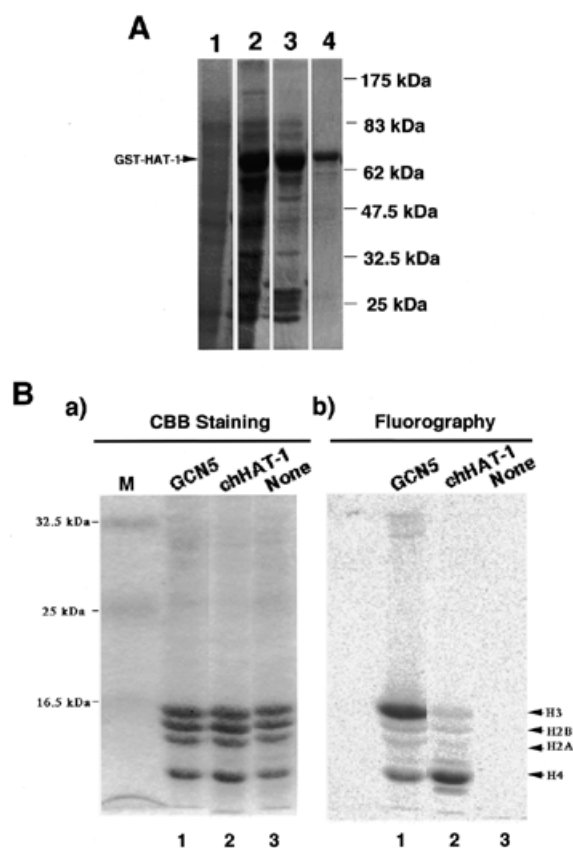 A
1 2 3 4
175 kDa
83 kDa
GST-HAT-1
62 kDa
47.5 kDa
32.5 kDa
25 kDa
B a) b)
CBB Staining Fluorography
M GCN5 chHAT-1 None GCN5 chHAT-1 None
32.5 kDa
25 kDa
16.5 kDa
H3
H2B
H2A
H4
1 2 3 1 2 3